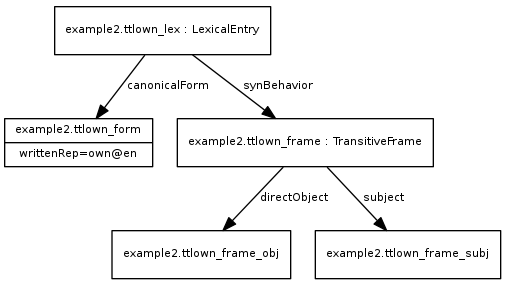 example2.ttlown_lex : LexicalEntry
canonicalForm
synBehavior
example2.ttlown_form
writtenRep=own@en
example2.ttlown_frame : TransitiveFrame
directObject
subject
example2.ttlown_frame_obj
example2.ttlown_frame_subj